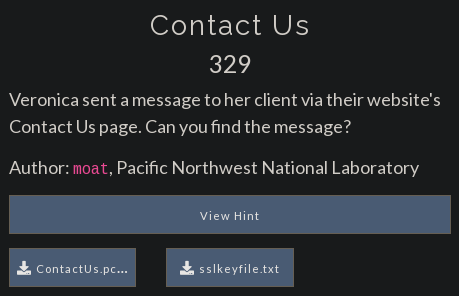 Contact Us
329
Veronica sent a message to her client via their website's
Contact Us page. Can you find the message?
Author: moat, Pacific Northwest National Laboratory
View Hint
ContactUs.pc...
sslkeyfile.txt